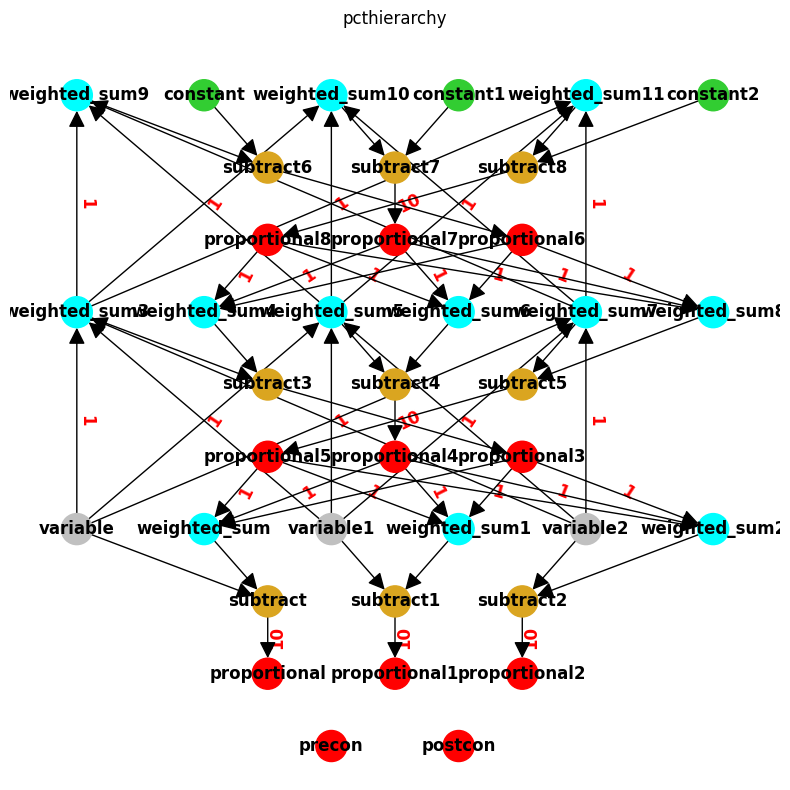 pcthierarchy
weighted_sum9 constant weighted_sum10 constant1 weighted_sum11 constant2
subtract6 subtract7 subtract8
1 1 1 10 1 1
proportional8 proportional7 proportional6
1 1 1 1 1 1 1
weighted_sum3 weighted_sum4 weighted_sum5 weighted_sum6 weighted_sum7 weighted_sum8
subtract3 subtract4 subtract5
1 1 1 10 1 1
proportional5 proportional4 proportional3
1 1 1 1 1 1 1
variable weighted_sum variable1 weighted_sum1 variable2 weighted_sum2
subtract subtract1 subtract2
10 10 10
proportional proportional1 proportional2
precon postcon